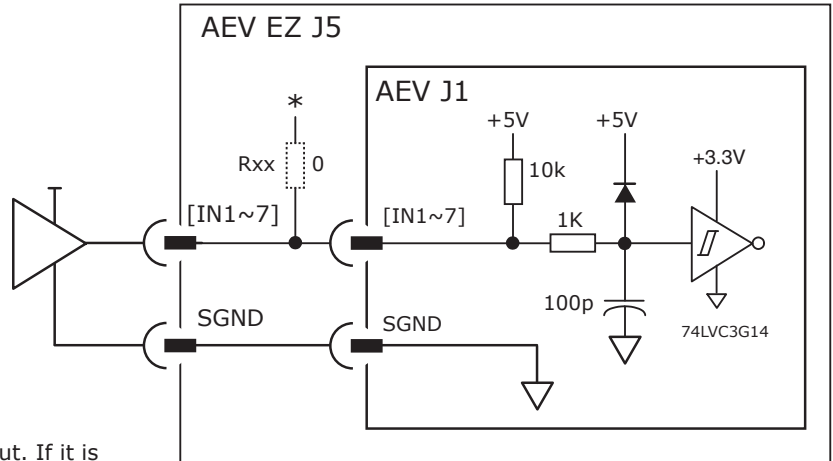 AEV EZ J5
AEV J1
*
+5V
+5V
+3.3V
Rxx
0
10k
[IN1~7]
[IN1~7]
1K
100p
SGND
SGND
74LVC3G14
ut. If it is